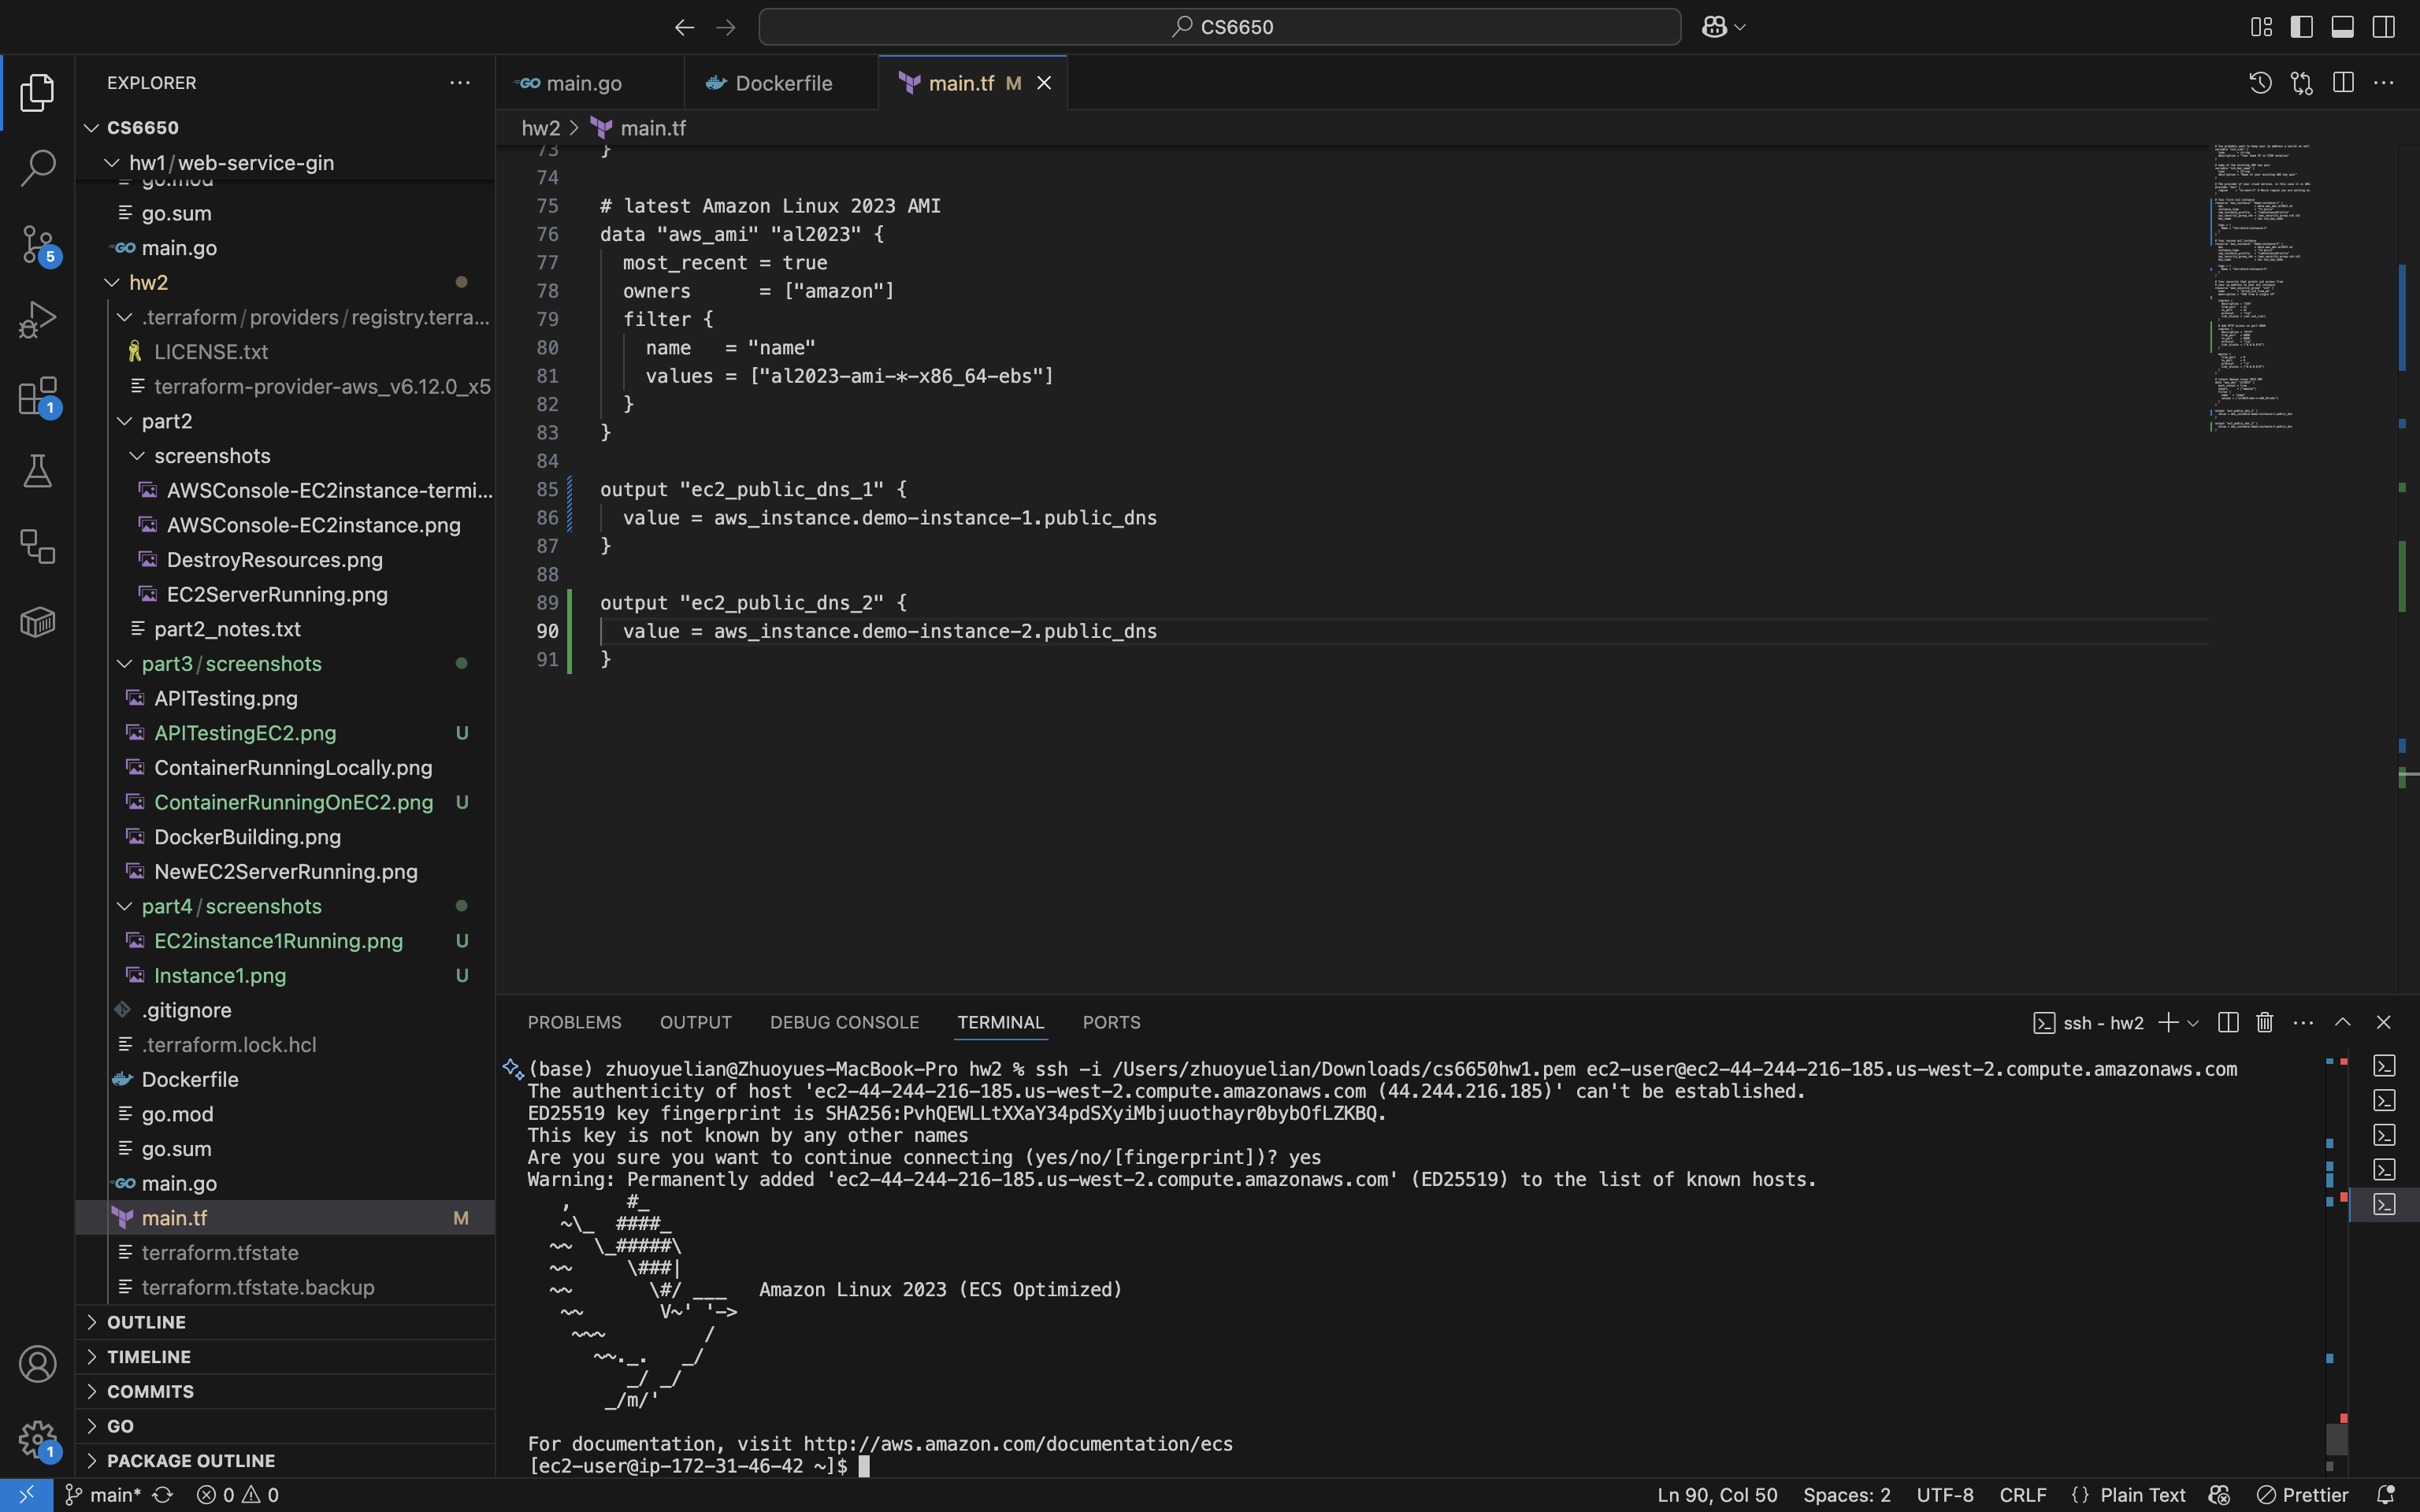 CS6650
EXPLORER
CS6650
hw1/web-service-gin
go.mod
go.sum
main.go
hw2
.terraform/providers/registry.terra...
LICENSE.txt
terraform-provider-aws_v6.12.0_x5
part2
screenshots
AWSConsole-EC2instance-termi...
AWSConsole-EC2instance.png
DestroyResources.png
EC2ServerRunning.png
part2_notes.txt
part3/screenshots
APITesting.png
APITestingEC2.png U
ContainerRunningLocally.png
ContainerRunningOnEC2.png U
DockerBuilding.png
NewEC2ServerRunning.png
part4/screenshots
EC2instance1Running.png U
Instance1.png U
.gitignore
.terraform.lock.hcl
Dockerfile
go.mod
go.sum
main.go
main.tf M
terraform.tfstate
terraform.tfstate.backup
OUTLINE
TIMELINE
COMMITS
GO
PACKAGE OUTLINE
5
1
1
main.go Dockerfile main.tf M
hw2 > main.tf
73 }
74
75 # latest Amazon Linux 2023 AMI
76 data "aws_ami" "al2023" {
77 most_recent = true
78 owners = ["amazon"]
79 filter {
80 name = "name"
81 values = ["al2023-ami-*-x86_64-ebs"]
82 }
83 }
84
85 output "ec2_public_dns_1" {
86 value = aws_instance.demo-instance-1.public_dns
87 }
88
89 output "ec2_public_dns_2" {
90 value = aws_instance.demo-instance-2.public_dns
91 }
PROBLEMS OUTPUT DEBUG CONSOLE TERMINAL PORTS
ssh - hw2
(base) zhuoyuelian@Zhuoyues-MacBook-Pro hw2 % ssh -i /Users/zhuoyuelian/Downloads/cs6650hw1.pem ec2-user@ec2-44-244-216-185.us-west-2.compute.amazonaws.com
The authenticity of host 'ec2-44-244-216-185.us-west-2.compute.amazonaws.com (44.244.216.185)' can't be established.
ED25519 key fingerprint is SHA256:PvhQEWLLtXXaY34pdSXyiMbjuuothayr0bybOfLZKBQ.
This key is not known by any other names
Are you sure you want to continue connecting (yes/no/[fingerprint])? yes
Warning: Permanently added 'ec2-44-244-216-185.us-west-2.compute.amazonaws.com' (ED25519) to the list of known hosts.
   ,     #_
   ~\_  ####_
  ~~  \_#####\
  ~~     \###|
  ~~       \#/ ___   Amazon Linux 2023 (ECS Optimized)
   ~~       V~' '->
    ~~~         /
      ~~._.   _/
         _/ _/
       _/m/'
For documentation, visit http://aws.amazon.com/documentation/ecs
[ec2-user@ip-172-31-46-42 ~]$
main* 0 0 Ln 90, Col 50 Spaces: 2 UTF-8 CRLF {} Plain Text Prettier